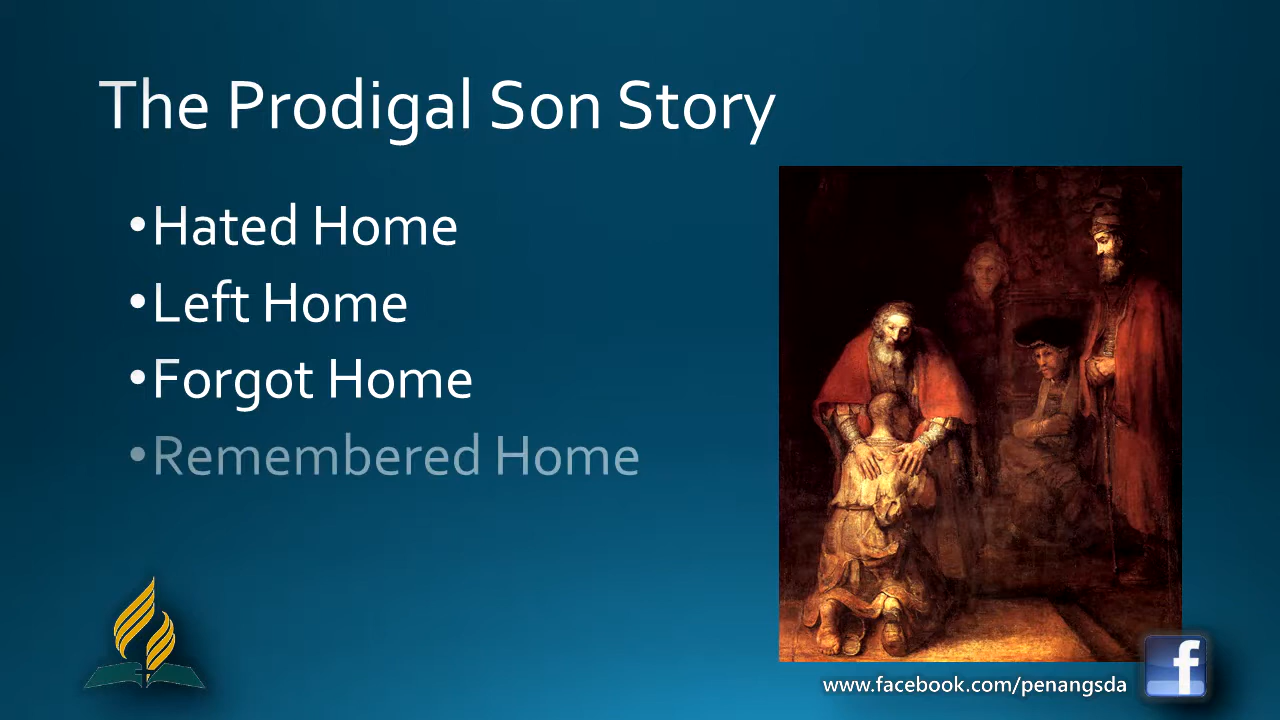 The Prodigal Son Story
•Hated Home
•Left Home
•Forgot Home
•Remembered Home
www.facebook.com/penangsda
f